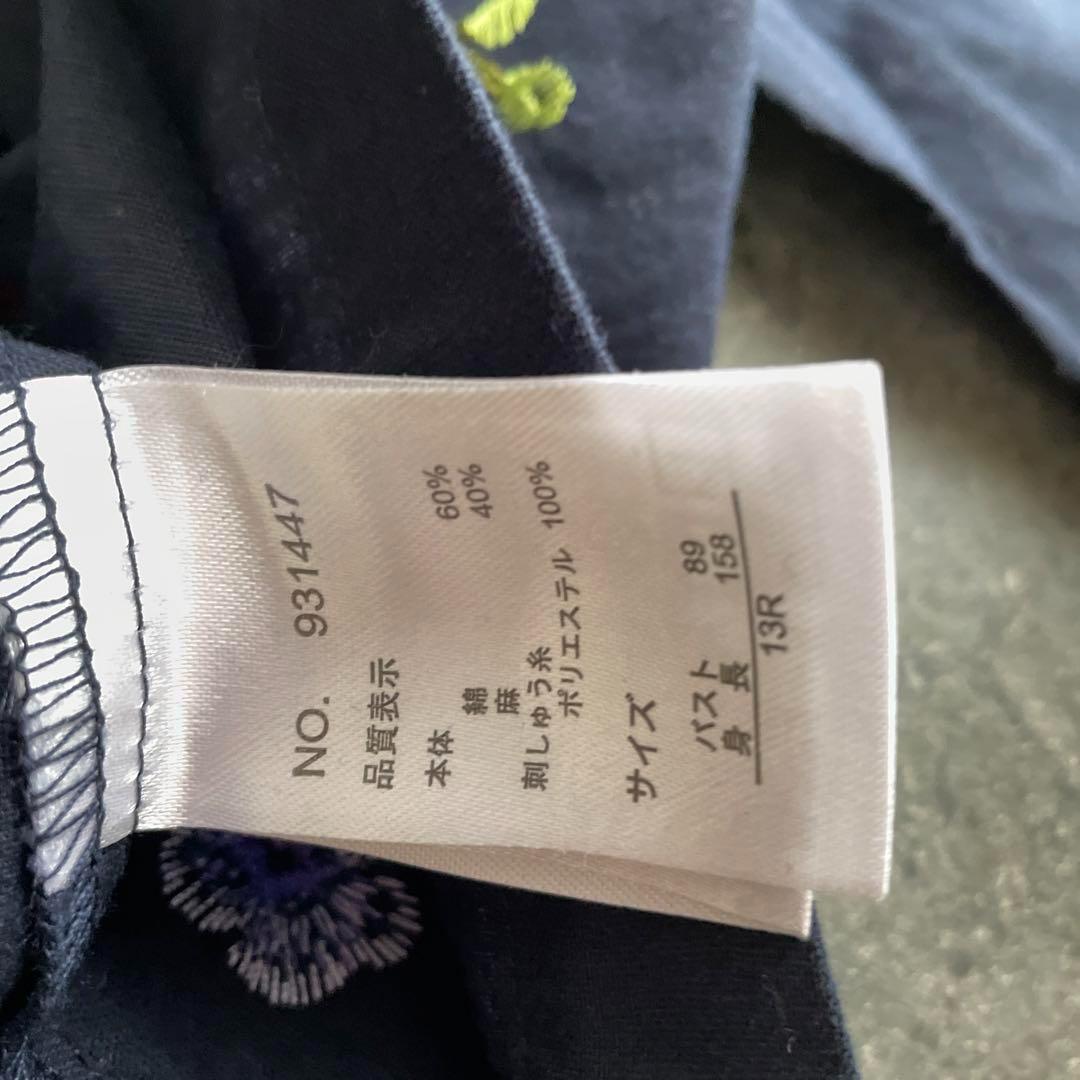 NO. 931447
品質表示
本体
綿 60%
麻 40%
刺しゅう糸
ポリエステル 100%
サイズ
バスト 89
身長 158
13R